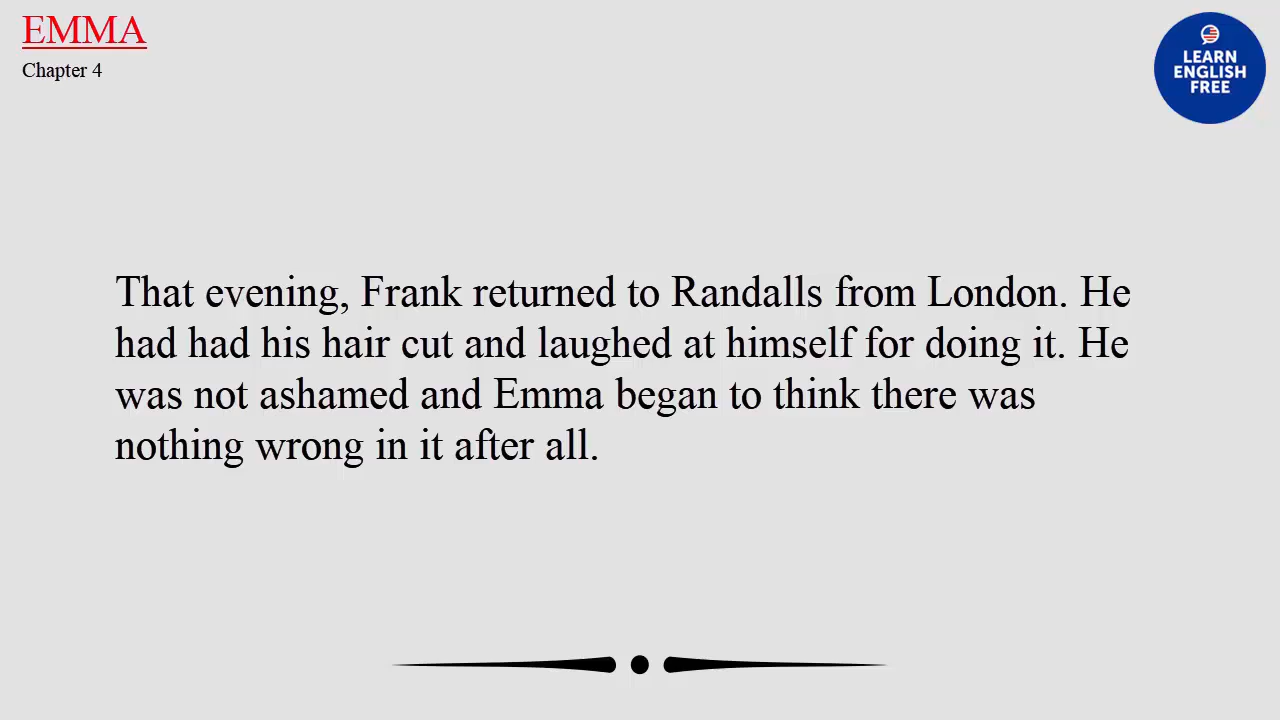 EMMA
Chapter 4
LEARN
ENGLISH
FREE
That evening, Frank returned to Randalls from London. He
had had his hair cut and laughed at himself for doing it. He
was not ashamed and Emma began to think there was
nothing wrong in it after all.